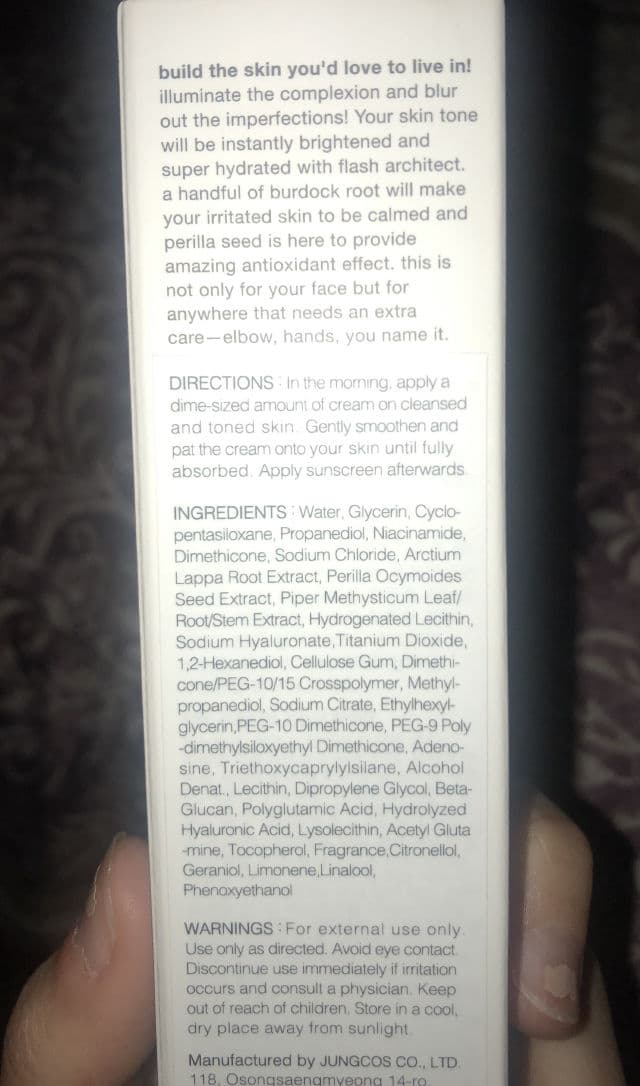 build the skin you'd love to live in!
illuminate the complexion and blur
out the imperfections! Your skin tone
will be instantly brightened and
super hydrated with flash architect.
a handful of burdock root will make
your irritated skin to be calmed and
perilla seed is here to provide
amazing antioxidant effect. this is
not only for your face but for
anywhere that needs an extra
care—elbow, hands, you name it.
DIRECTIONS : In the morning, apply a
dime-sized amount of cream on cleansed
and toned skin. Gently smoothen and
pat the cream onto your skin until fully
absorbed. Apply sunscreen afterwards.
INGREDIENTS : Water, Glycerin, Cyclo-
pentasiloxane, Propanediol, Niacinamide,
Dimethicone, Sodium Chloride, Arctium
Lappa Root Extract, Perilla Ocymoides
Seed Extract, Piper Methysticum Leaf/
Root/Stem Extract, Hydrogenated Lecithin,
Sodium Hyaluronate,Titanium Dioxide,
1,2-Hexanediol, Cellulose Gum, Dimethi-
cone/PEG-10/15 Crosspolymer, Methyl-
propanediol, Sodium Citrate, Ethylhexyl-
glycerin,PEG-10 Dimethicone, PEG-9 Poly
-dimethylsiloxyethyl Dimethicone, Adeno-
sine, Triethoxycaprylylsilane, Alcohol
Denat., Lecithin, Dipropylene Glycol, Beta-
Glucan, Polyglutamic Acid, Hydrolyzed
Hyaluronic Acid, Lysolecithin, Acetyl Gluta
-mine, Tocopherol, Fragrance,Citronellol,
Geraniol, Limonene,Linalool,
Phenoxyethanol
WARNINGS : For external use only.
Use only as directed. Avoid eye contact.
Discontinue use immediately if irritation
occurs and consult a physician. Keep
out of reach of children. Store in a cool,
dry place away from sunlight.
Manufactured by JUNGCOS CO., LTD.
118, Osongsaengmyeong 14-ro,